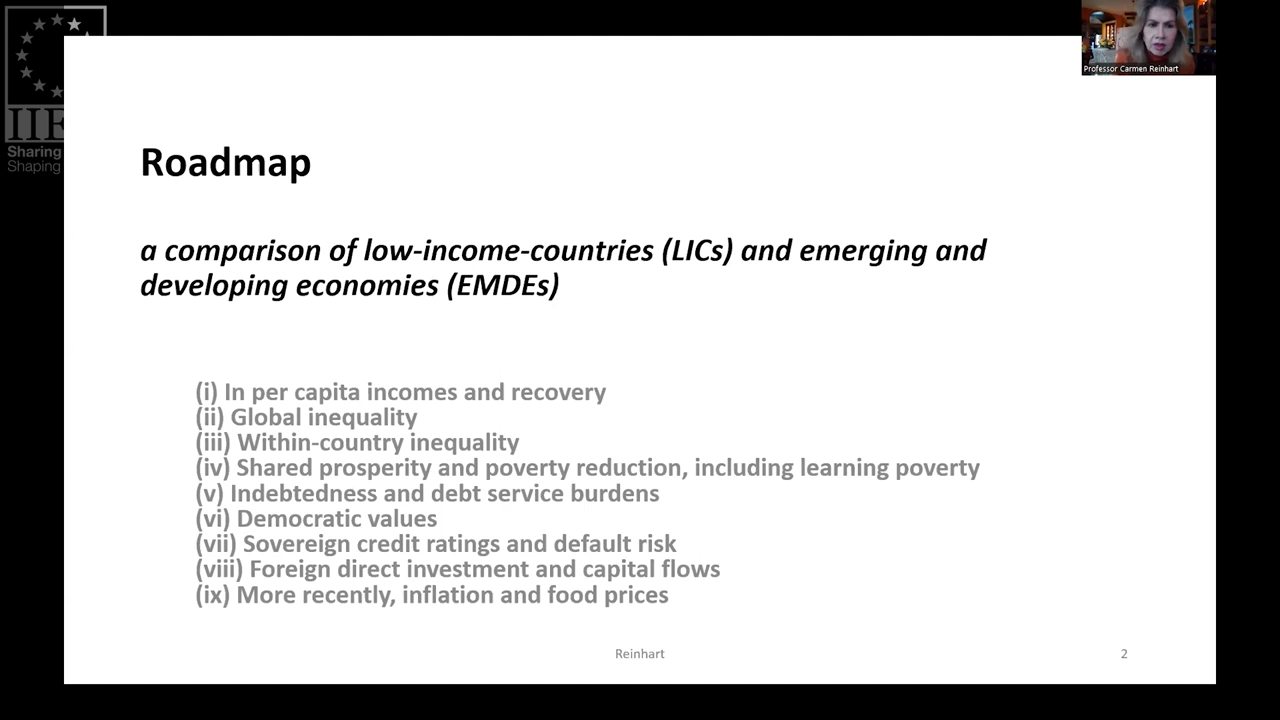 IIE
Sharing
Shaping
Professor Carmen Reinhart
Roadmap
a comparison of low-income-countries (LICs) and emerging and
developing economies (EMDEs)
(i) In per capita incomes and recovery
(ii) Global inequality
(iii) Within-country inequality
(iv) Shared prosperity and poverty reduction, including learning poverty
(v) Indebtedness and debt service burdens
(vi) Democratic values
(vii) Sovereign credit ratings and default risk
(viii) Foreign direct investment and capital flows
(ix) More recently, inflation and food prices
Reinhart
2